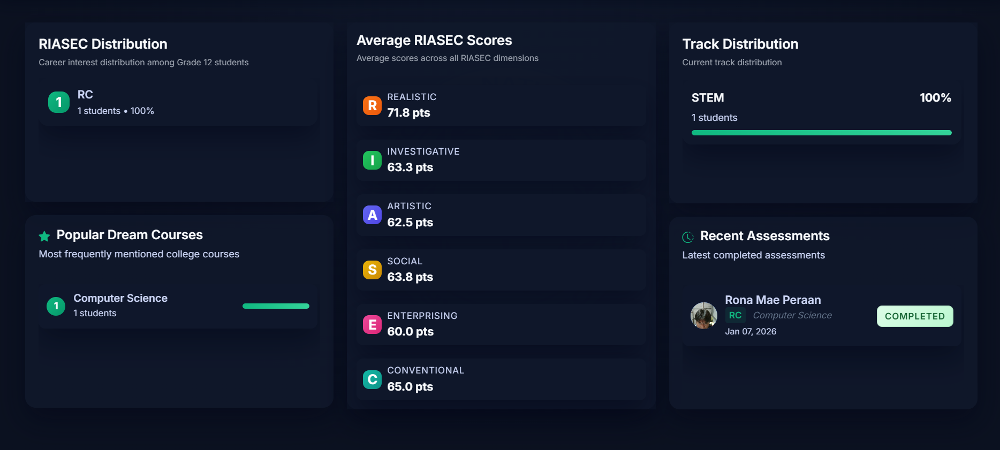 RIASEC Distribution
Career interest distribution among Grade 12 students
1
RC
1 students • 100%
Popular Dream Courses
Most frequently mentioned college courses
1
Computer Science
1 students
Average RIASEC Scores
Average scores across all RIASEC dimensions
R
REALISTIC
71.8 pts
I
INVESTIGATIVE
63.3 pts
A
ARTISTIC
62.5 pts
S
SOCIAL
63.8 pts
E
ENTERPRISING
60.0 pts
C
CONVENTIONAL
65.0 pts
Track Distribution
Current track distribution
STEM 100%
1 students
Recent Assessments
Latest completed assessments
Rona Mae Peraan
RC Computer Science
Jan 07, 2026
COMPLETED